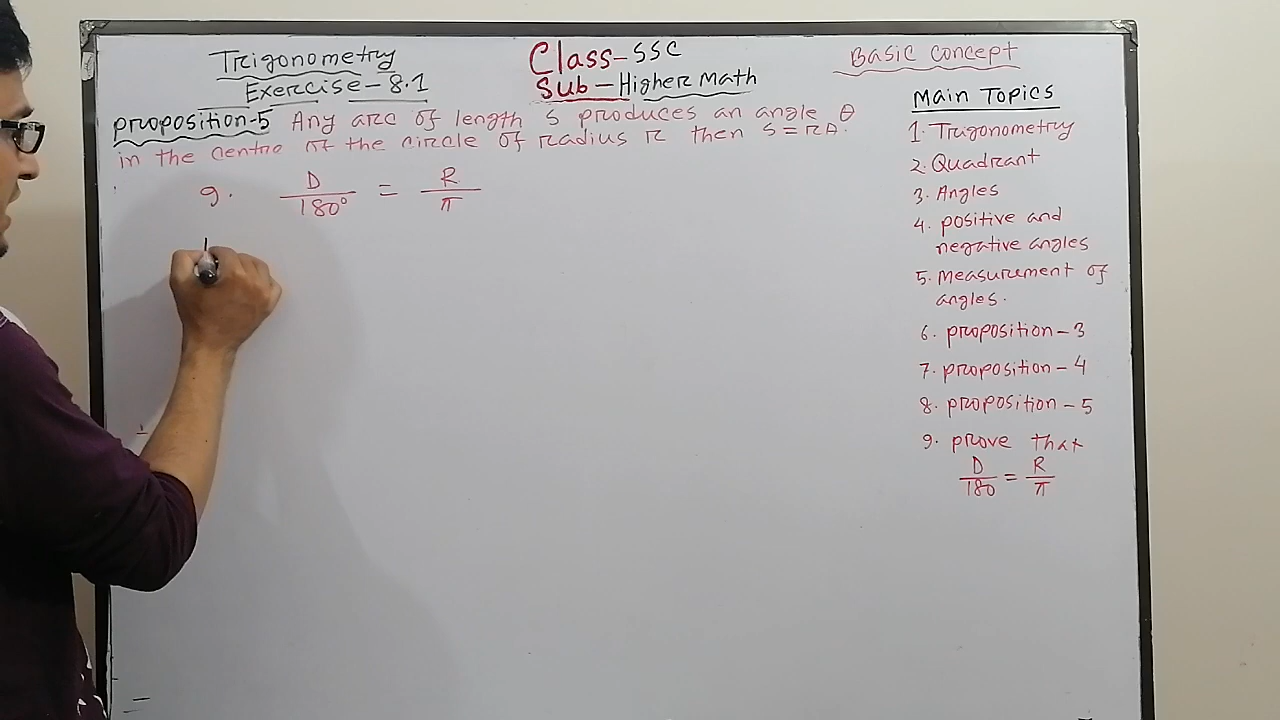 Trigonometry
Exercise-8.1
Class-SSC
Sub-Higher Math
Basic Concept
proposition-5 Any arc of length s produces an angle θ
in the centre of the circle of radius r then s=rθ.
9. D/180° = R/π
Main Topics
1. Trigonometry
2. Quadrant
3. Angles
4. positive and
negative angles
5. Measurement of
angles.
6. proposition-3
7. proposition-4
8. proposition-5
9. prove that
D/180 = R/π